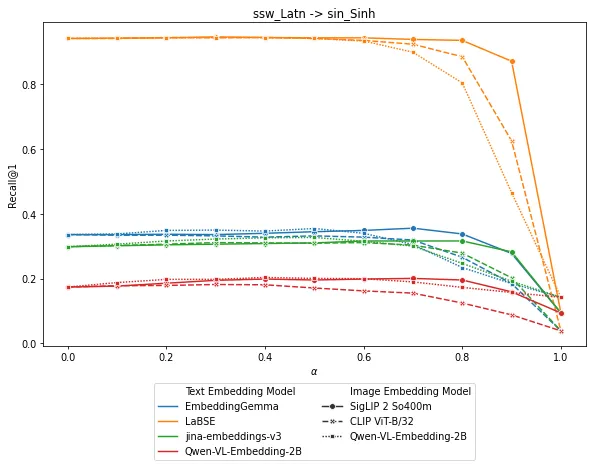 ssw_Latn -> sin_Sinh
Recall@1
0.8
0.6
0.4
0.2
0.0
0.0 0.2 0.4 0.6 0.8 1.0
α
Text Embedding Model Image Embedding Model
EmbeddingGemma SigLIP 2 So400m
LaBSE CLIP ViT-B/32
jina-embeddings-v3 Qwen-VL-Embedding-2B
Qwen-VL-Embedding-2B